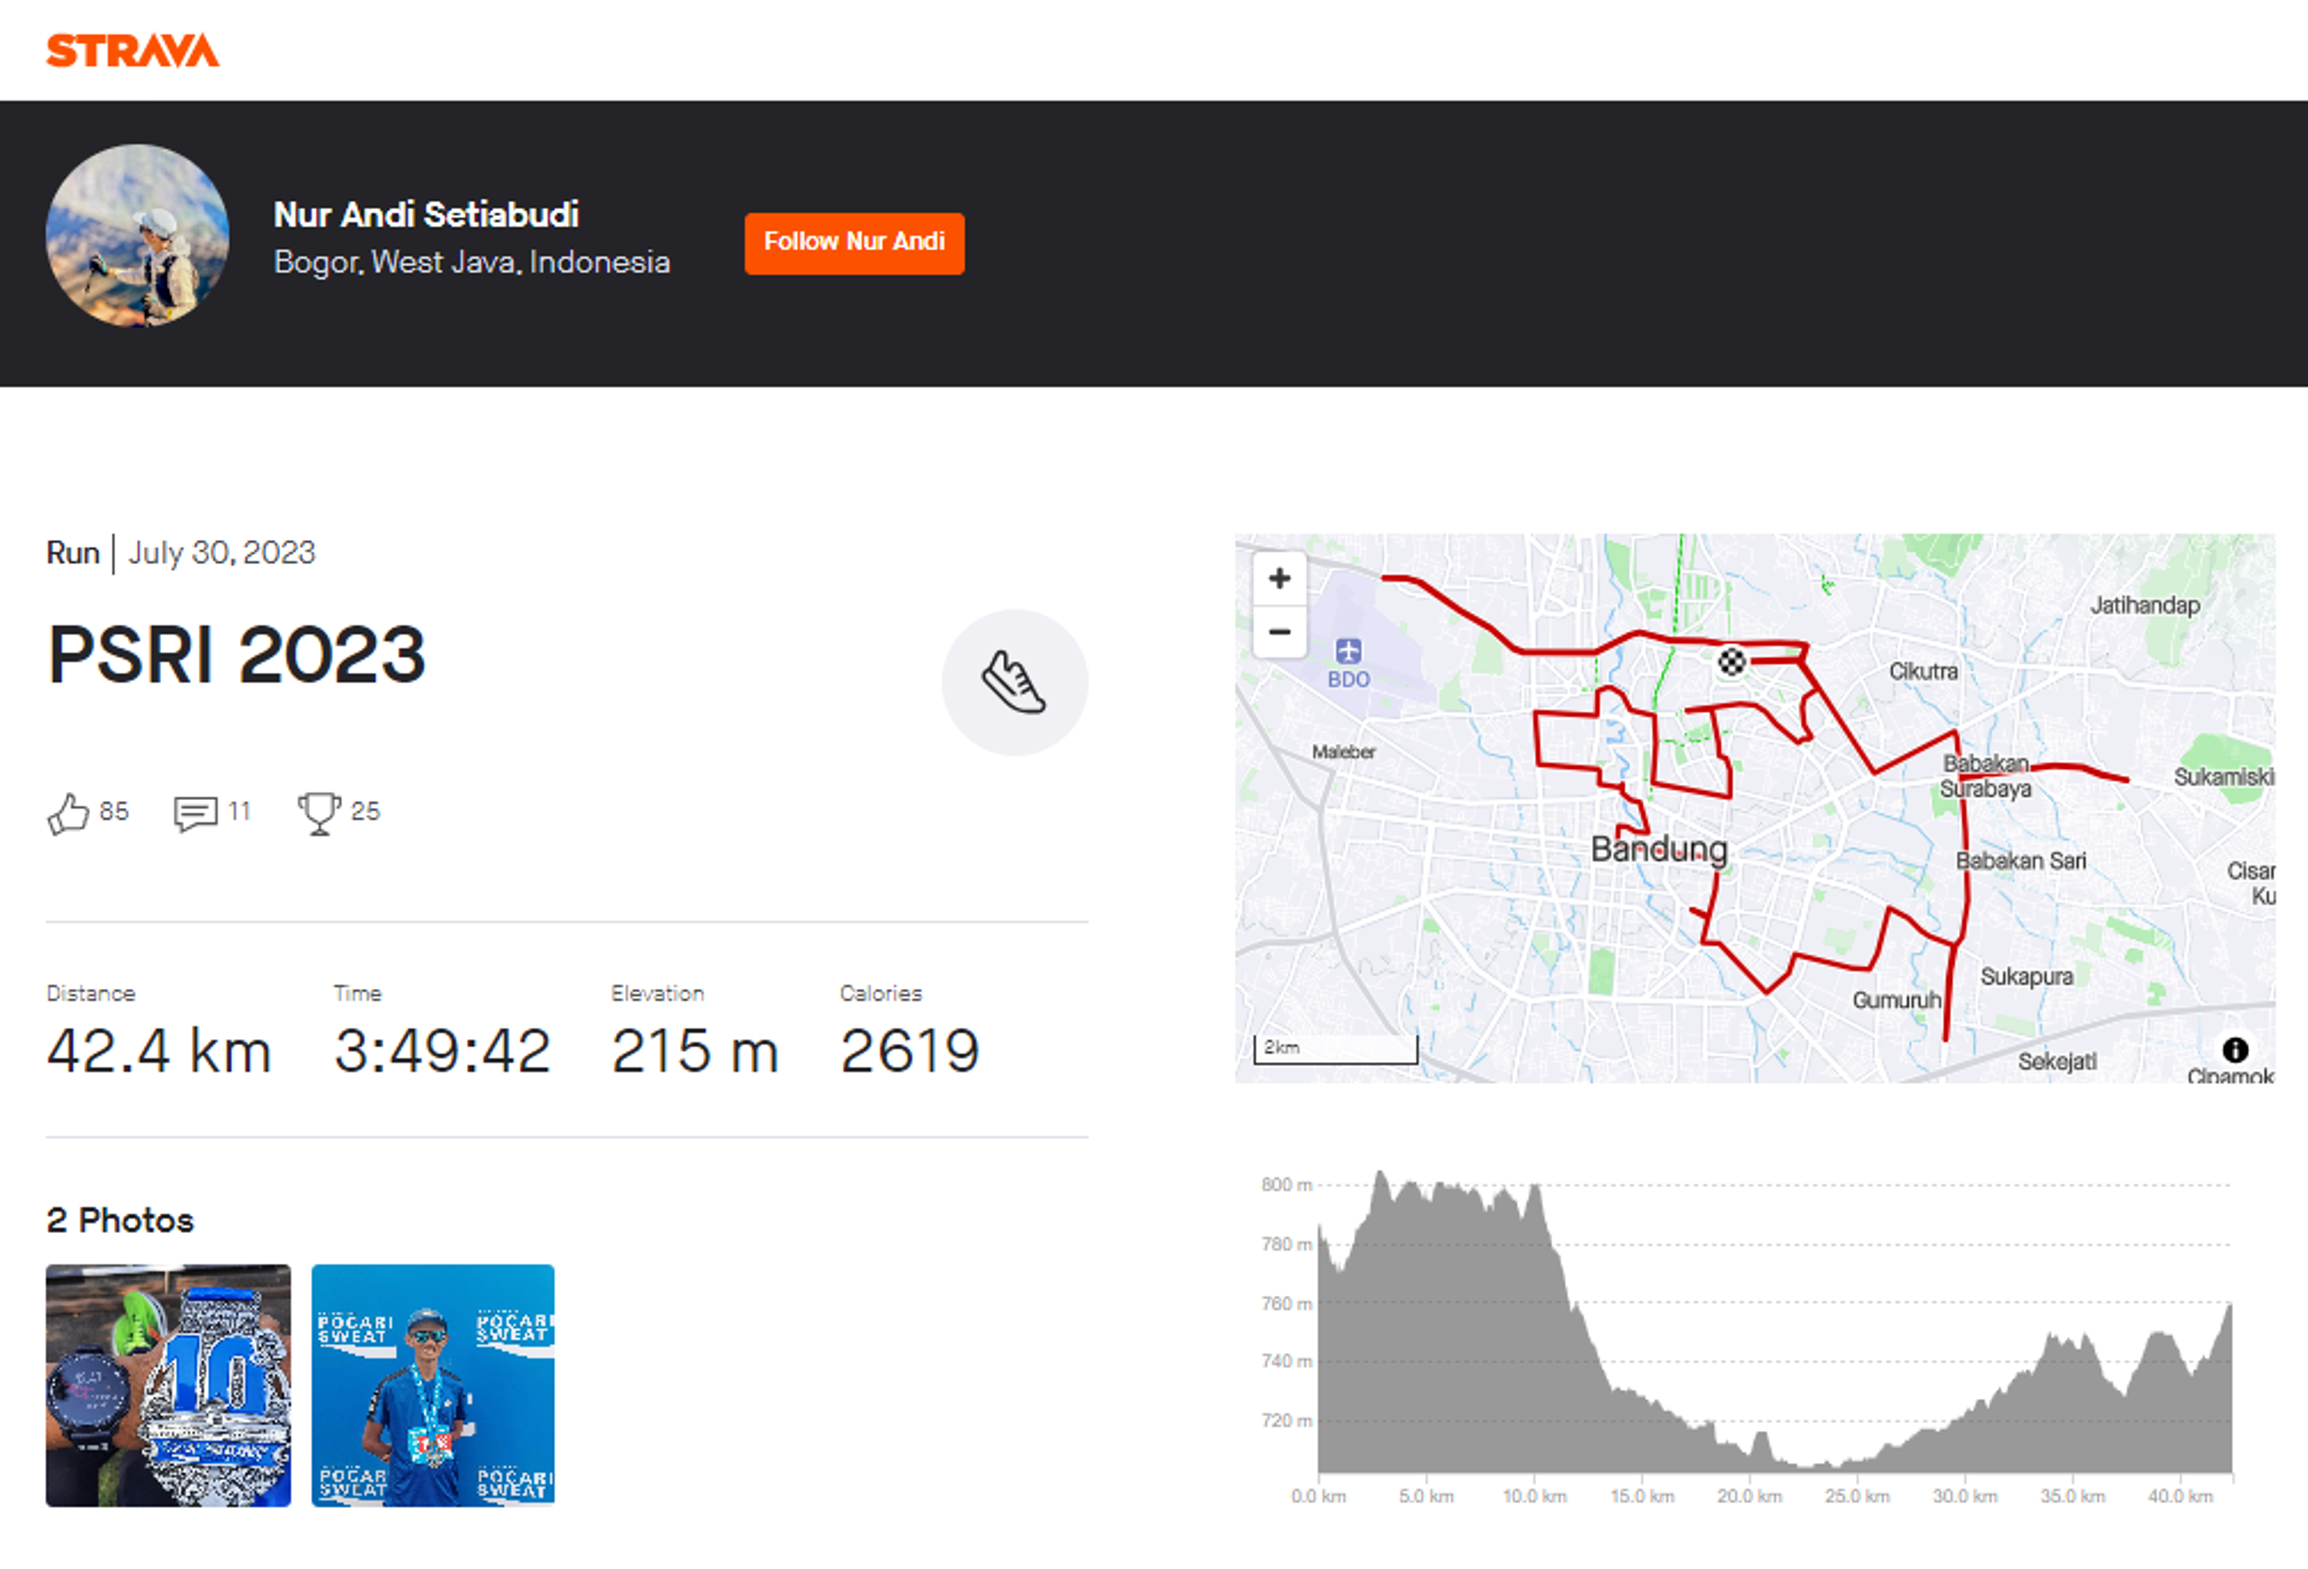 STRAVA
Nur Andi Setiabudi
Bogor, West Java, Indonesia
Follow Nur Andi
Run | July 30, 2023
PSRI 2023
85
11
25
Distance
Time
Elevation
Calories
42.4 km
3:49:42
215 m
2619
2 Photos
10
POCARI
SWEAT
POCARI
SWEAT
POCARI
SWEAT
POCARI
SWEAT
+
−
BDO
Jatihandap
Cikutra
Maleber
Babakan
Surabaya
Sukamiski
Bandung
Babakan Sari
Cisar
Ku
Sukapura
Gumuruh
Sekejati
Cipamok
2km
800 m
780 m
760 m
740 m
720 m
0.0 km
5.0 km
10.0 km
15.0 km
20.0 km
25.0 km
30.0 km
35.0 km
40.0 km